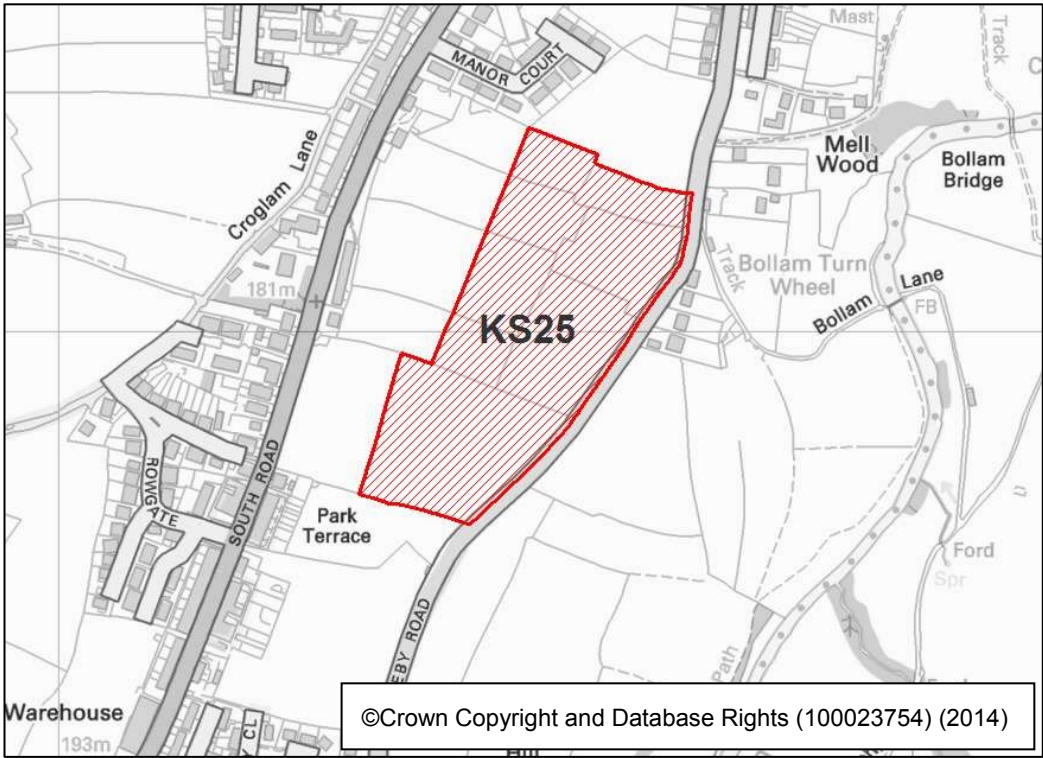 Mast
Track
MANOR COURT
Mell
Wood
Bollam
Bridge
Croglam Lane
Track
Bollam Turn
Wheel
181m
Bollam Lane
FB
KS25
ROWGATE
SOUTH ROAD
Park
Terrace
Ford
Spr
EBY ROAD
Path
Warehouse
193m
Y CL
©Crown Copyright and Database Rights (100023754) (2014)